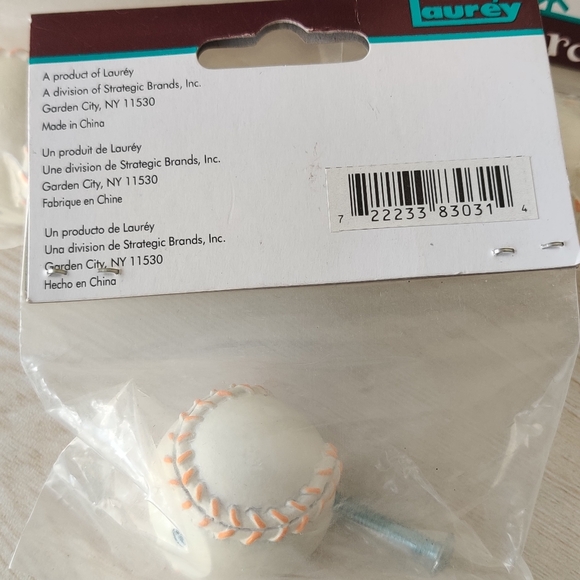 Lauréy
A product of Lauréy
A division of Strategic Brands, Inc.
Garden City, NY 11530
Made in China
Un produit de Lauréy
Une division de Strategic Brands, Inc.
Garden City, NY 11530
Fabrique en Chine
Un producto de Lauréy
Una division de Strategic Brands, Inc.
Garden City, NY 11530
Hecho en China
7 22233 83031 4